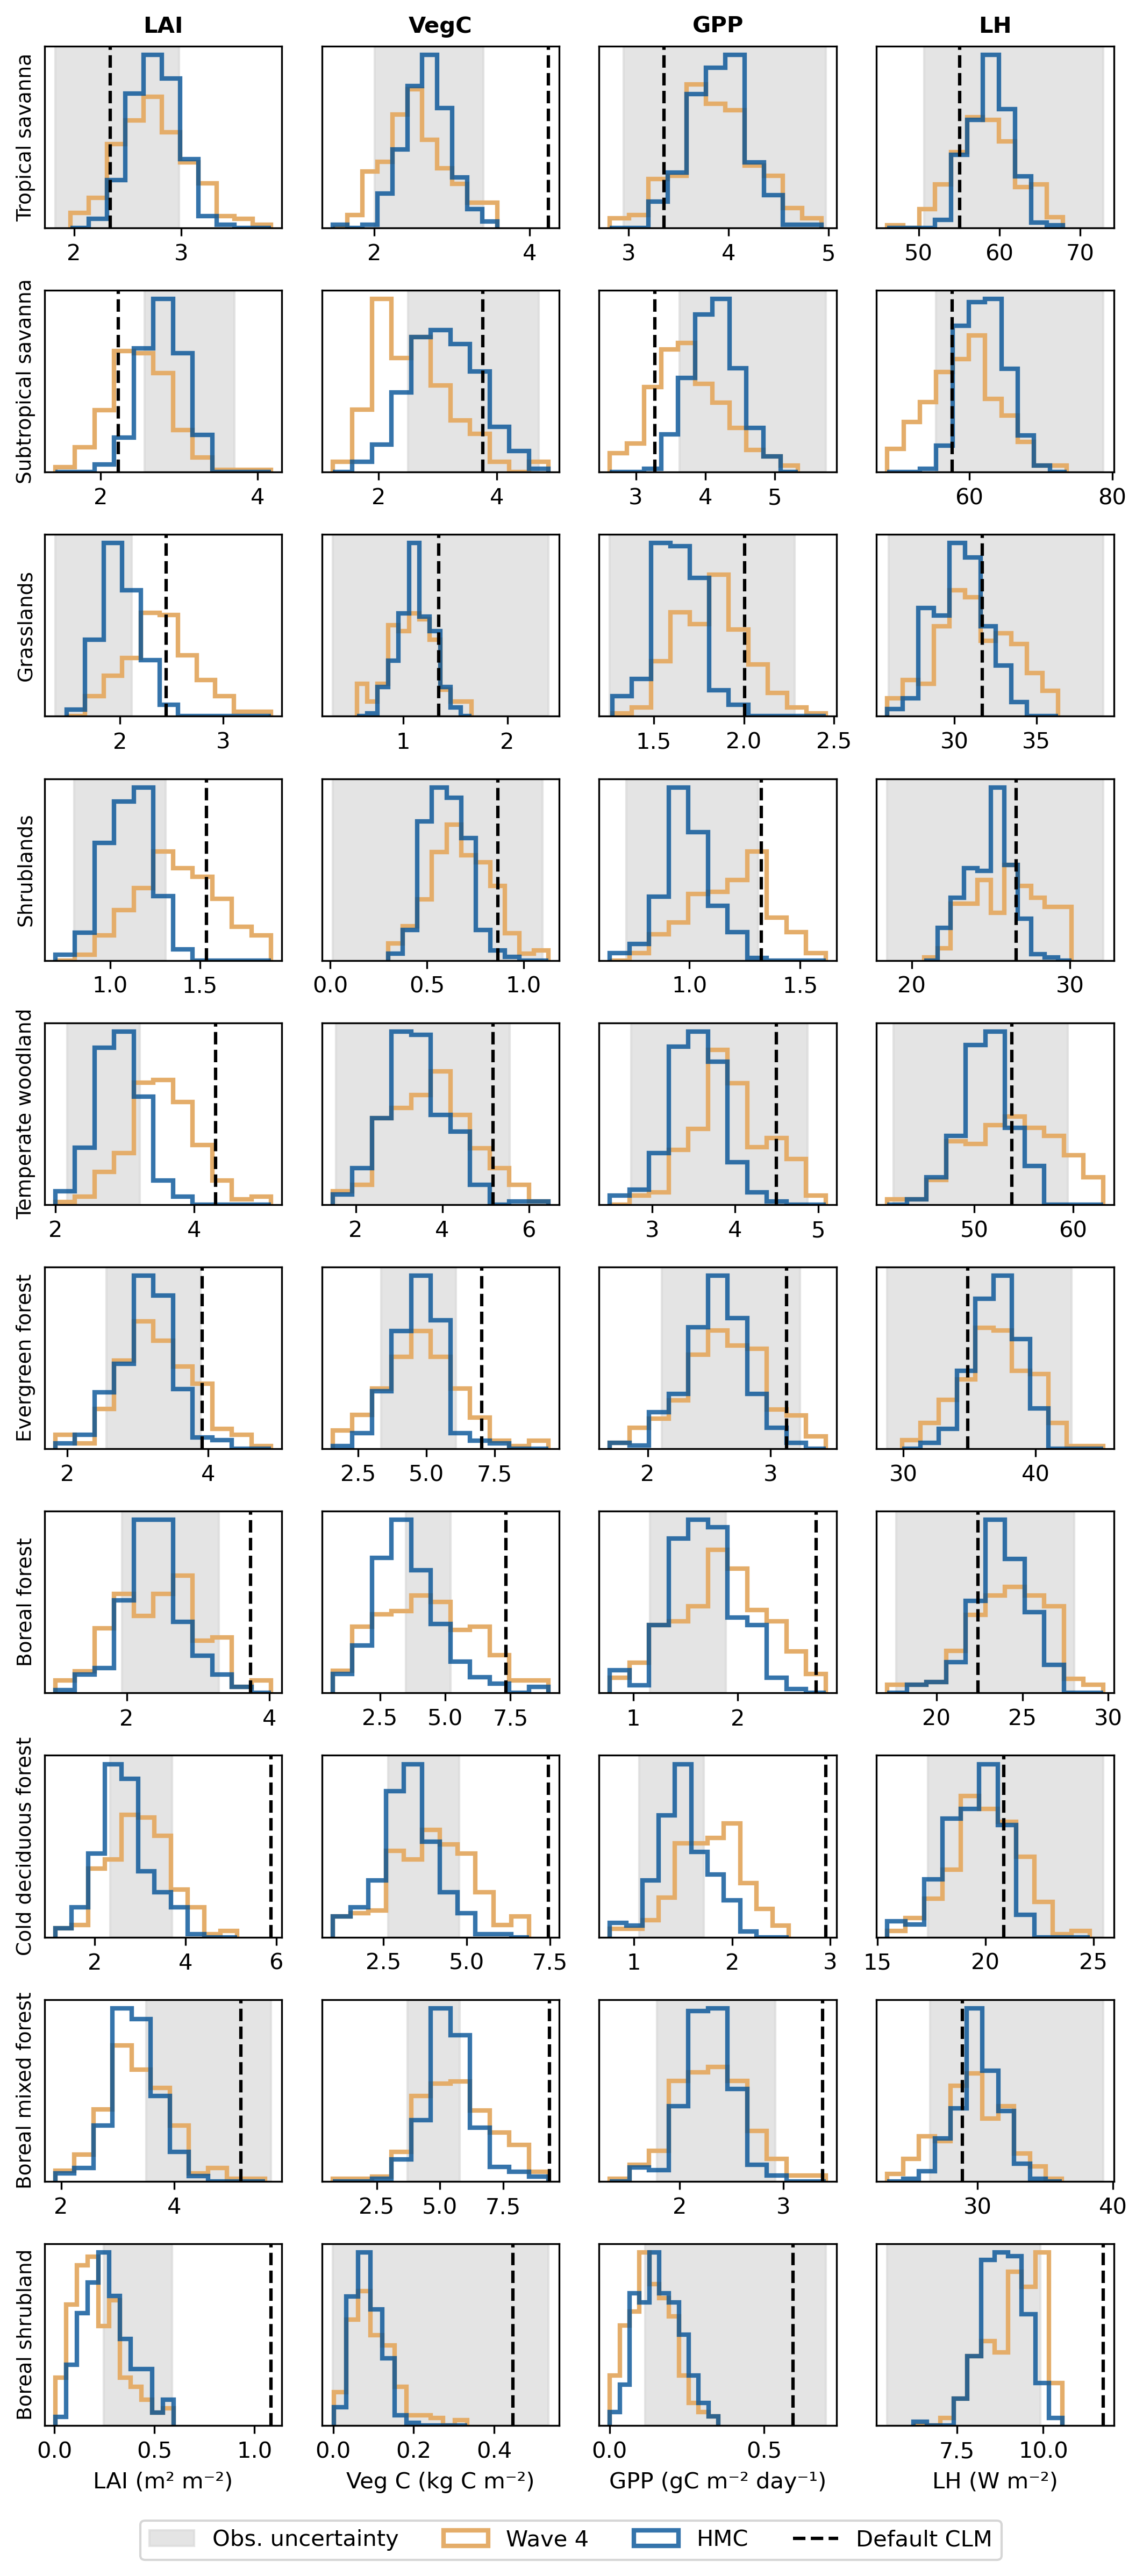 LAI VegC GPP LH
Tropical savanna
2 3 2 4 3 4 5 50 60 70
Subtropical savanna
2 4 2 4 3 4 5 60 80
Grasslands
2 3 1 2 1.5 2.0 2.5 30 35
Shrublands
1.0 1.5 0.0 0.5 1.0 1.0 1.5 20 30
Temperate woodland
2 4 2 4 6 3 4 5 50 60
Evergreen forest
2 4 2.5 5.0 7.5 2 3 30 40
Boreal forest
2 4 2.5 5.0 7.5 1 2 20 25 30
Cold deciduous forest
2 4 6 2.5 5.0 7.5 1 2 3 15 20 25
Boreal mixed forest
2 4 2.5 5.0 7.5 2 3 30 40
Boreal shrubland
0.0 0.5 1.0 0.0 0.2 0.4 0.0 0.5 7.5 10.0
LAI (m² m⁻²) Veg C (kg C m⁻²) GPP (gC m⁻² day⁻¹) LH (W m⁻²)
Obs. uncertainty Wave 4 HMC Default CLM